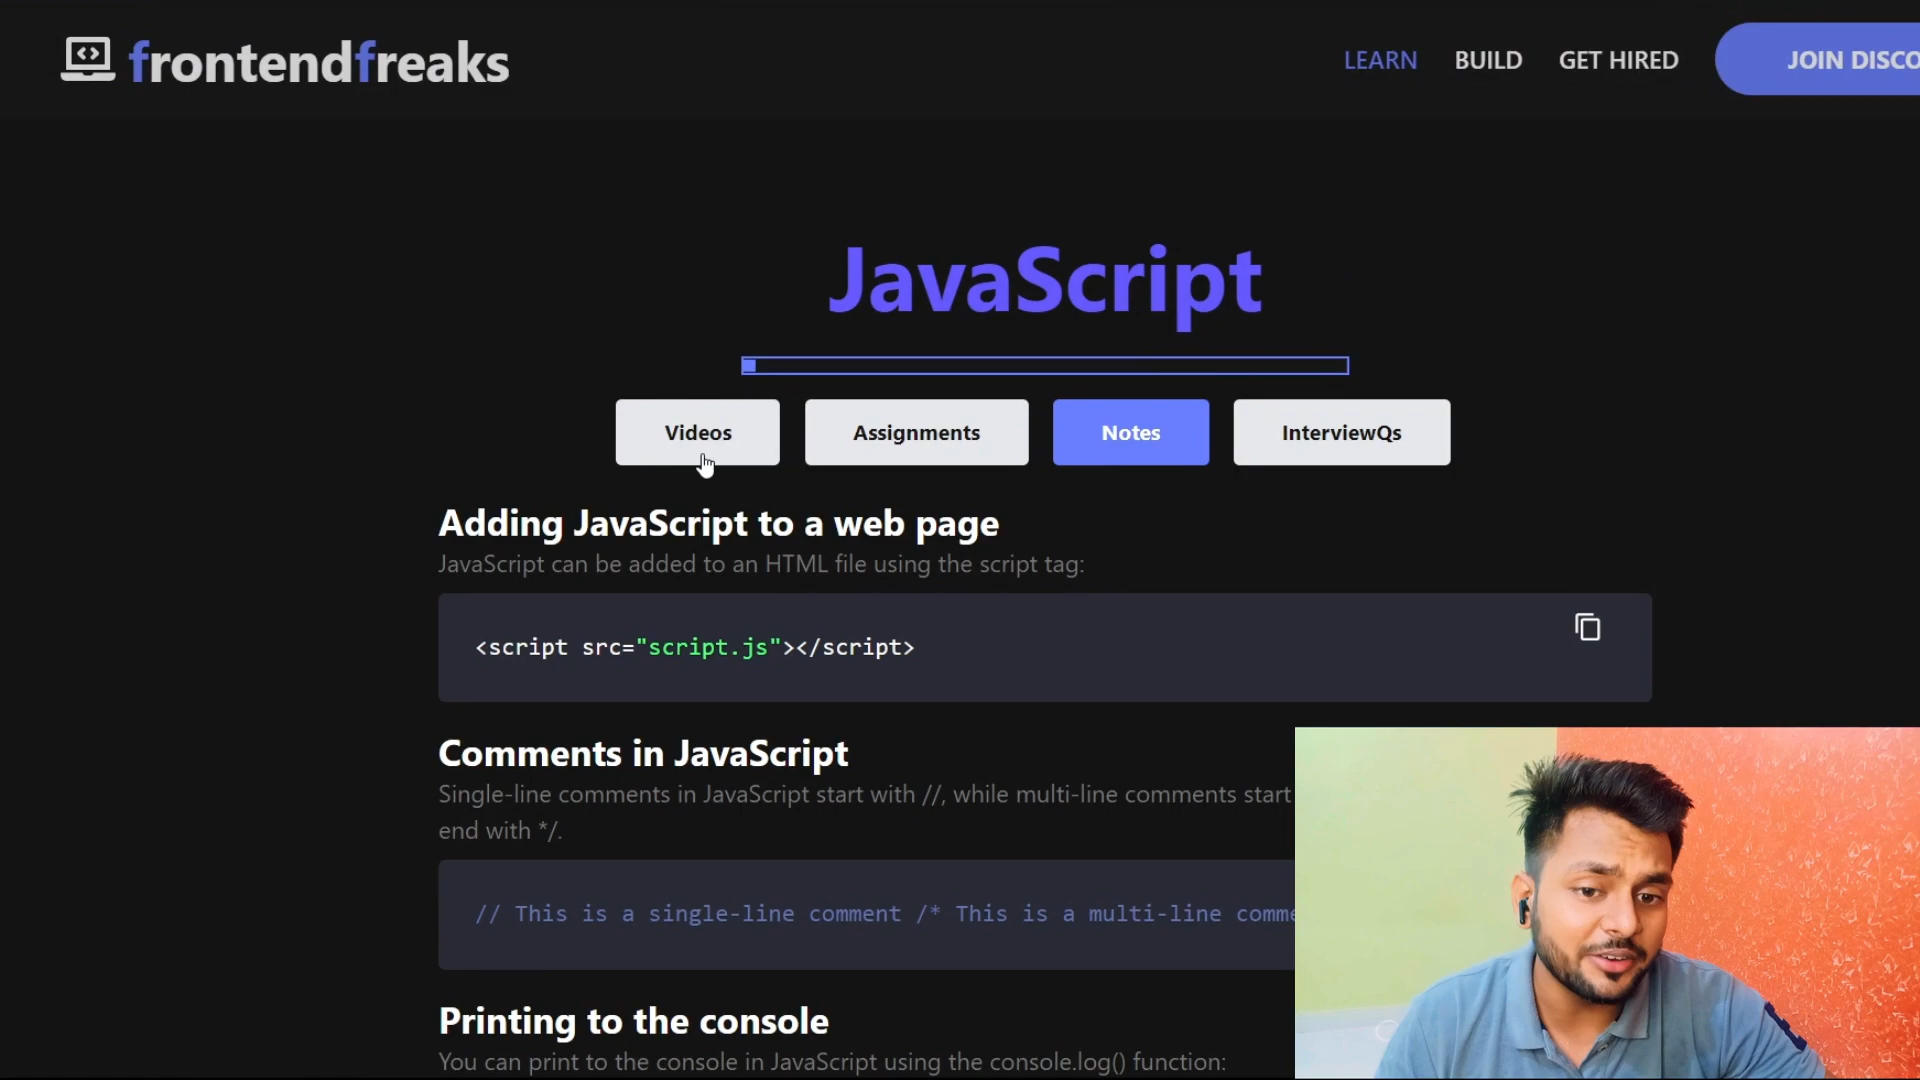 frontendfreaks
LEARN BUILD GET HIRED JOIN DISCO
JavaScript
Videos Assignments Notes InterviewQs
Adding JavaScript to a web page
JavaScript can be added to an HTML file using the script tag:
<script src="script.js"></script>
Comments in JavaScript
Single-line comments in JavaScript start with //, while multi-line comments start
end with */.
// This is a single-line comment /* This is a multi-line comme
Printing to the console
You can print to the console in JavaScript using the console.log() function: